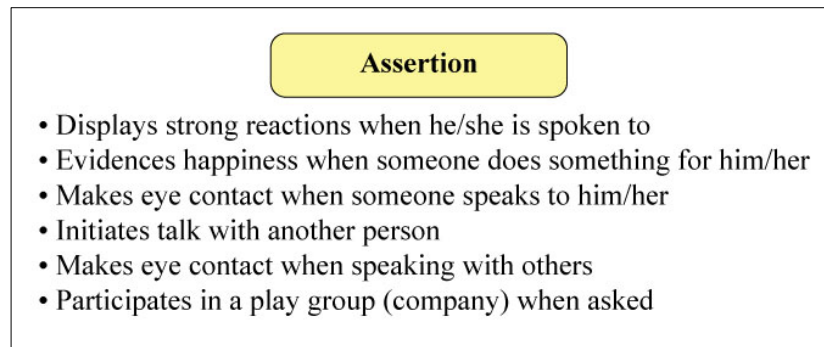 Assertion
• Displays strong reactions when he/she is spoken to
• Evidences happiness when someone does something for him/her
• Makes eye contact when someone speaks to him/her
• Initiates talk with another person
• Makes eye contact when speaking with others
• Participates in a play group (company) when asked